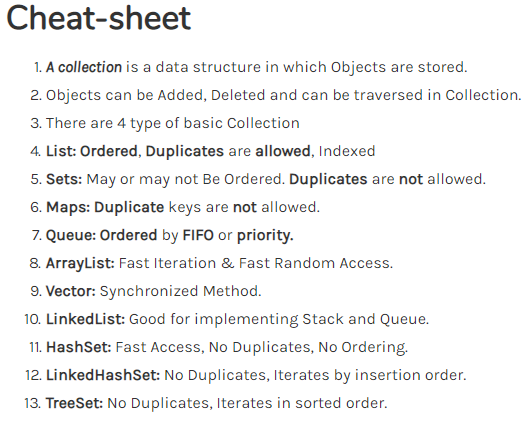 Cheat-sheet
1. A collection is a data structure in which Objects are stored.
2. Objects can be Added, Deleted and can be traversed in Collection.
3. There are 4 type of basic Collection
4. List: Ordered, Duplicates are allowed, Indexed
5. Sets: May or may not Be Ordered. Duplicates are not allowed.
6. Maps: Duplicate keys are not allowed.
7. Queue: Ordered by FIFO or priority.
8. ArrayList: Fast Iteration & Fast Random Access.
9. Vector: Synchronized Method.
10. LinkedList: Good for implementing Stack and Queue.
11. HashSet: Fast Access, No Duplicates, No Ordering.
12. LinkedHashSet: No Duplicates, Iterates by insertion order.
13. TreeSet: No Duplicates, Iterates in sorted order.